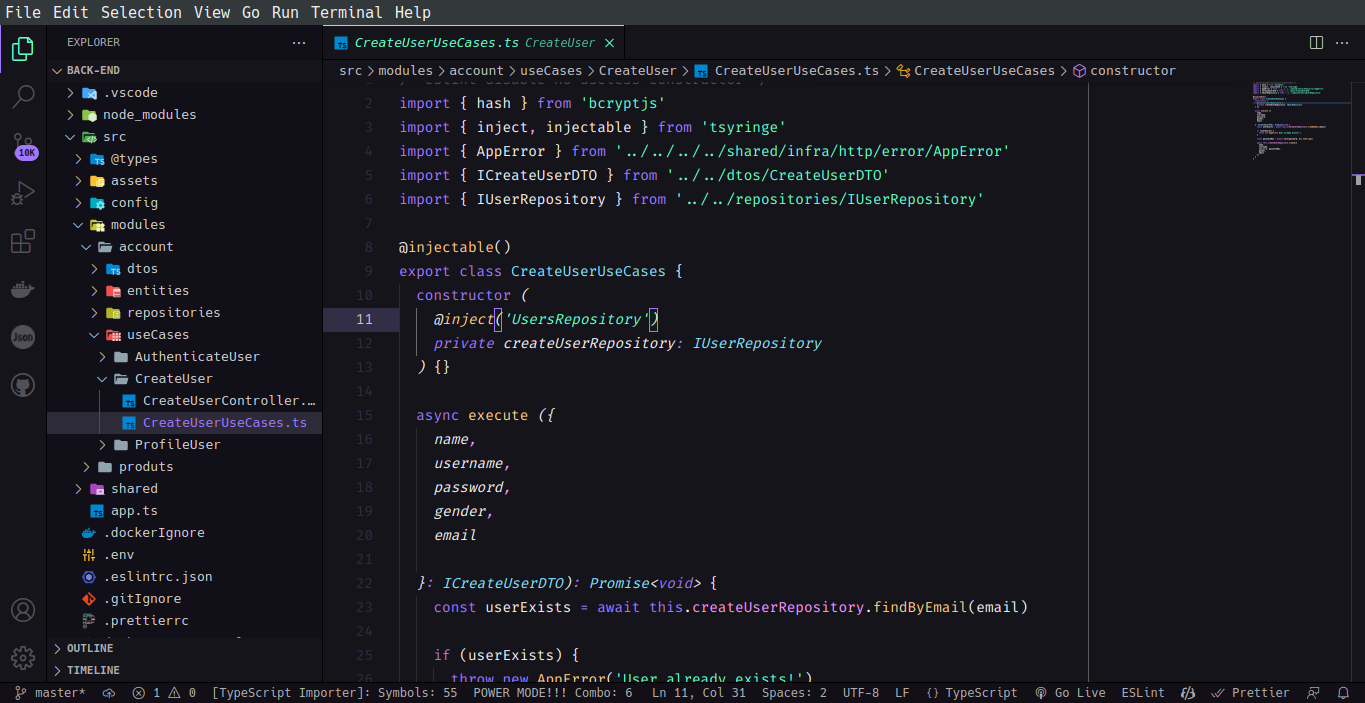 File Edit Selection View Go Run Terminal Help
EXPLORER
BACK-END
.vscode
node_modules
src
@types
assets
config
modules
account
dtos
entities
repositories
useCases
AuthenticateUser
CreateUser
CreateUserController....
CreateUserUseCases.ts
ProfileUser
produts
shared
app.ts
.dockerIgnore
.env
.eslintrc.json
.gitIgnore
.prettierrc
OUTLINE
TIMELINE
10K
Json
TS CreateUserUseCases.ts CreateUser
src > modules > account > useCases > CreateUser > TS CreateUserUseCases.ts > CreateUserUseCases > constructor
2 import { hash } from 'bcryptjs'
3 import { inject, injectable } from 'tsyringe'
4 import { AppError } from '../../../../shared/infra/http/error/AppError'
5 import { ICreateUserDTO } from '../../dtos/CreateUserDTO'
6 import { IUserRepository } from '../../repositories/IUserRepository'
7
8 @injectable()
9 export class CreateUserUseCases {
10 constructor (
11 @inject('UsersRepository')
12 private createUserRepository: IUserRepository
13 ) {}
14
15 async execute ({
16 name,
17 username,
18 password,
19 gender,
20 email
21
22 }: ICreateUserDTO): Promise<void> {
23 const userExists = await this.createUserRepository.findByEmail(email)
24
25 if (userExists) {
26 throw new AppError('User already exists!')
master* 1 0 [TypeScript Importer]: Symbols: 55 POWER MODE!!! Combo: 6 Ln 11, Col 31 Spaces: 2 UTF-8 LF {} TypeScript Go Live ESLint Prettier